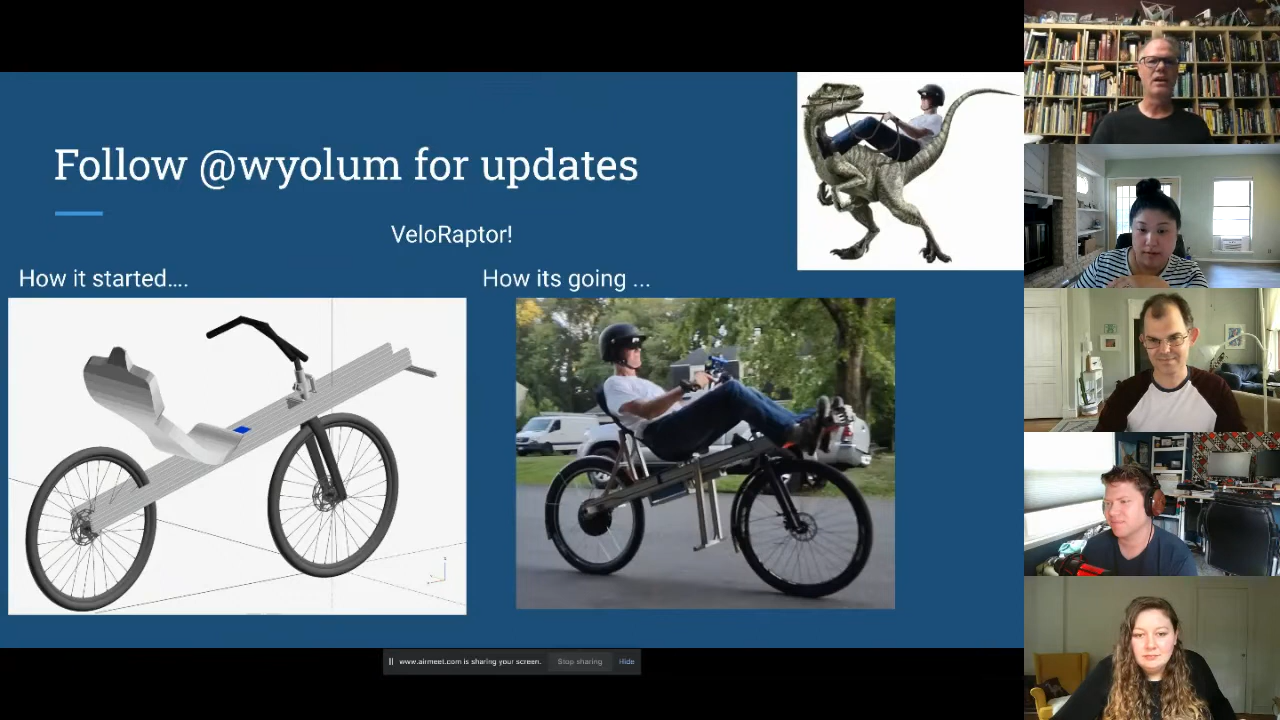 Follow @wyolum for updates
VeloRaptor!
How it started....
How its going ...
www.airmeet.com is sharing your screen.
Stop sharing
Hide